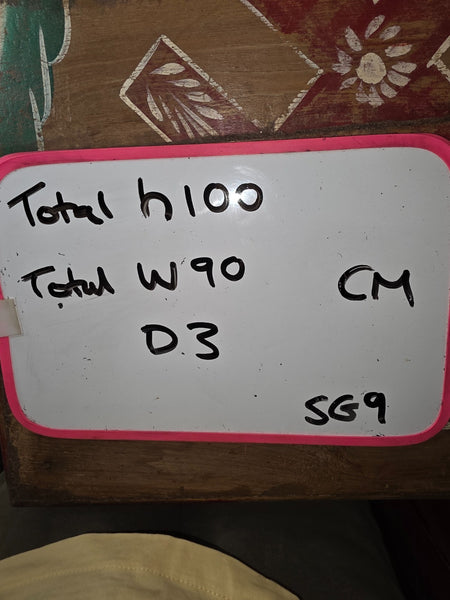 Total h100
Total W90
CM
D3
SG9